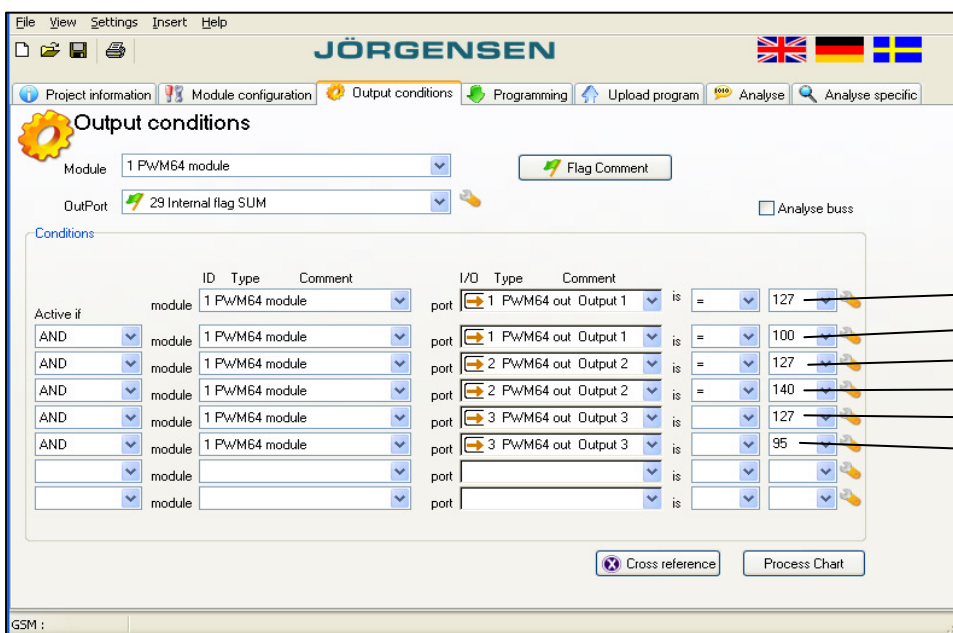 File View Settings Insert Help
JÖRGENSEN
Project information Module configuration Output conditions Programming Upload program Analyse Analyse specific
Output conditions
Module 1 PWM64 module Flag Comment
OutPort 29 Internal flag SUM Analyse buss
Conditions
ID Type Comment I/O Type Comment
module 1 PWM64 module port 1 PWM64 out Output 1 is = 127
Active if
AND module 1 PWM64 module port 1 PWM64 out Output 1 is = 100
AND module 1 PWM64 module port 2 PWM64 out Output 2 is = 127
AND module 1 PWM64 module port 2 PWM64 out Output 2 is = 140
AND module 1 PWM64 module port 3 PWM64 out Output 3 is 127
AND module 1 PWM64 module port 3 PWM64 out Output 3 is 95
module port is
module port is
Cross reference Process Chart
GSM :